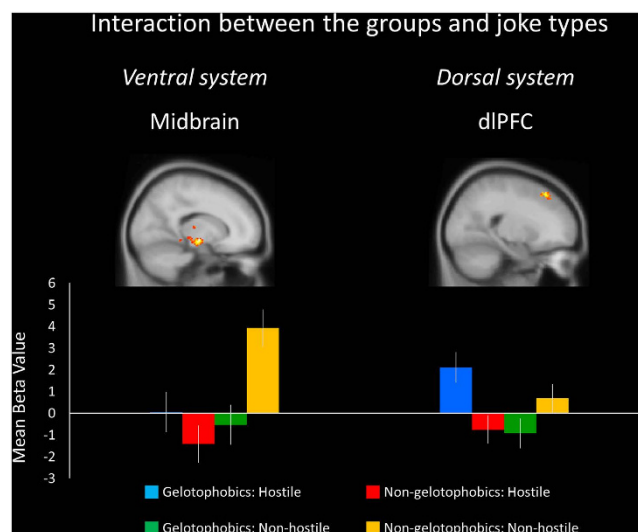 Interaction between the groups and joke types
Ventral system
Dorsal system
Midbrain
dlPFC
6
5
4
3
2
1
0
-1
-2
-3
Mean Beta Value
Gelotophobics: Hostile
Non-gelotophobics: Hostile
Gelotophobics: Non-hostile
Non-gelotophobics: Non-hostile